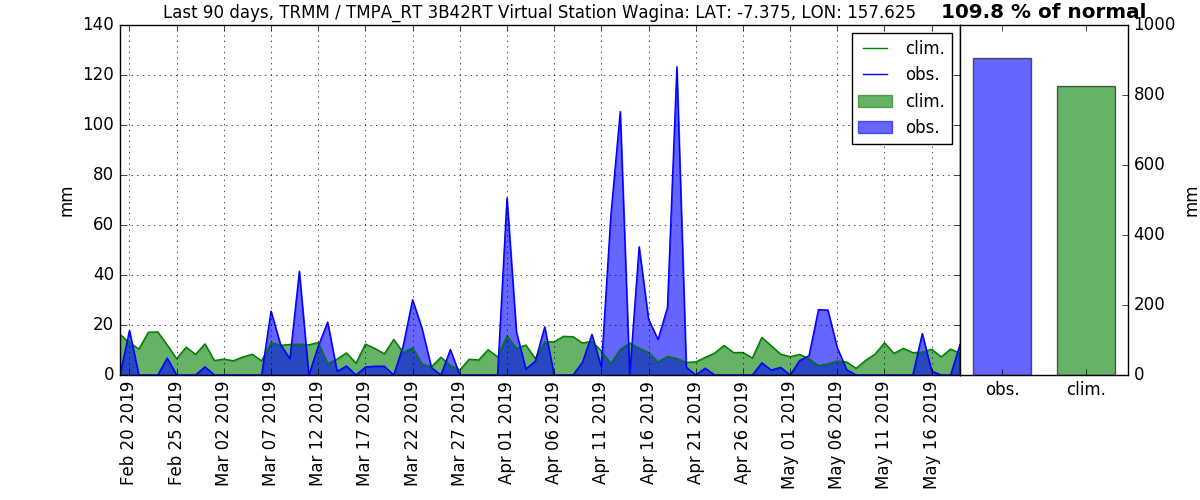 Last 90 days, TRMM / TMPA_RT 3B42RT Virtual Station Wagina: LAT: -7.375, LON: 157.625
109.8 % of normal
140
120
100
80
60
40
20
0
mm
clim.
obs.
clim.
obs.
1000
800
600
400
200
0
mm
obs.
clim.
Feb 20 2019
Feb 25 2019
Mar 02 2019
Mar 07 2019
Mar 12 2019
Mar 17 2019
Mar 22 2019
Mar 27 2019
Apr 01 2019
Apr 06 2019
Apr 11 2019
Apr 16 2019
Apr 21 2019
Apr 26 2019
May 01 2019
May 06 2019
May 11 2019
May 16 2019